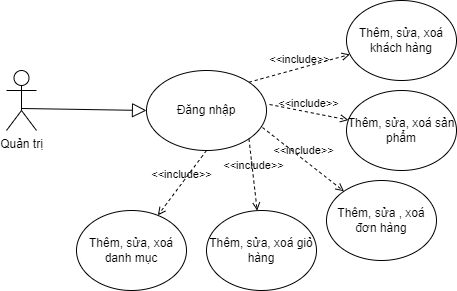 Thêm, sửa, xoá
khách hàng
<<include>>
Quản trị
Đăng nhập
<<include>>
Thêm, sửa, xoá sản
phẩm
<<include>>
<<include>>
<<include>>
Thêm, sửa , xoá
đơn hàng
Thêm, sửa, xoá
danh mục
Thêm, sửa, xoá giỏ
hàng